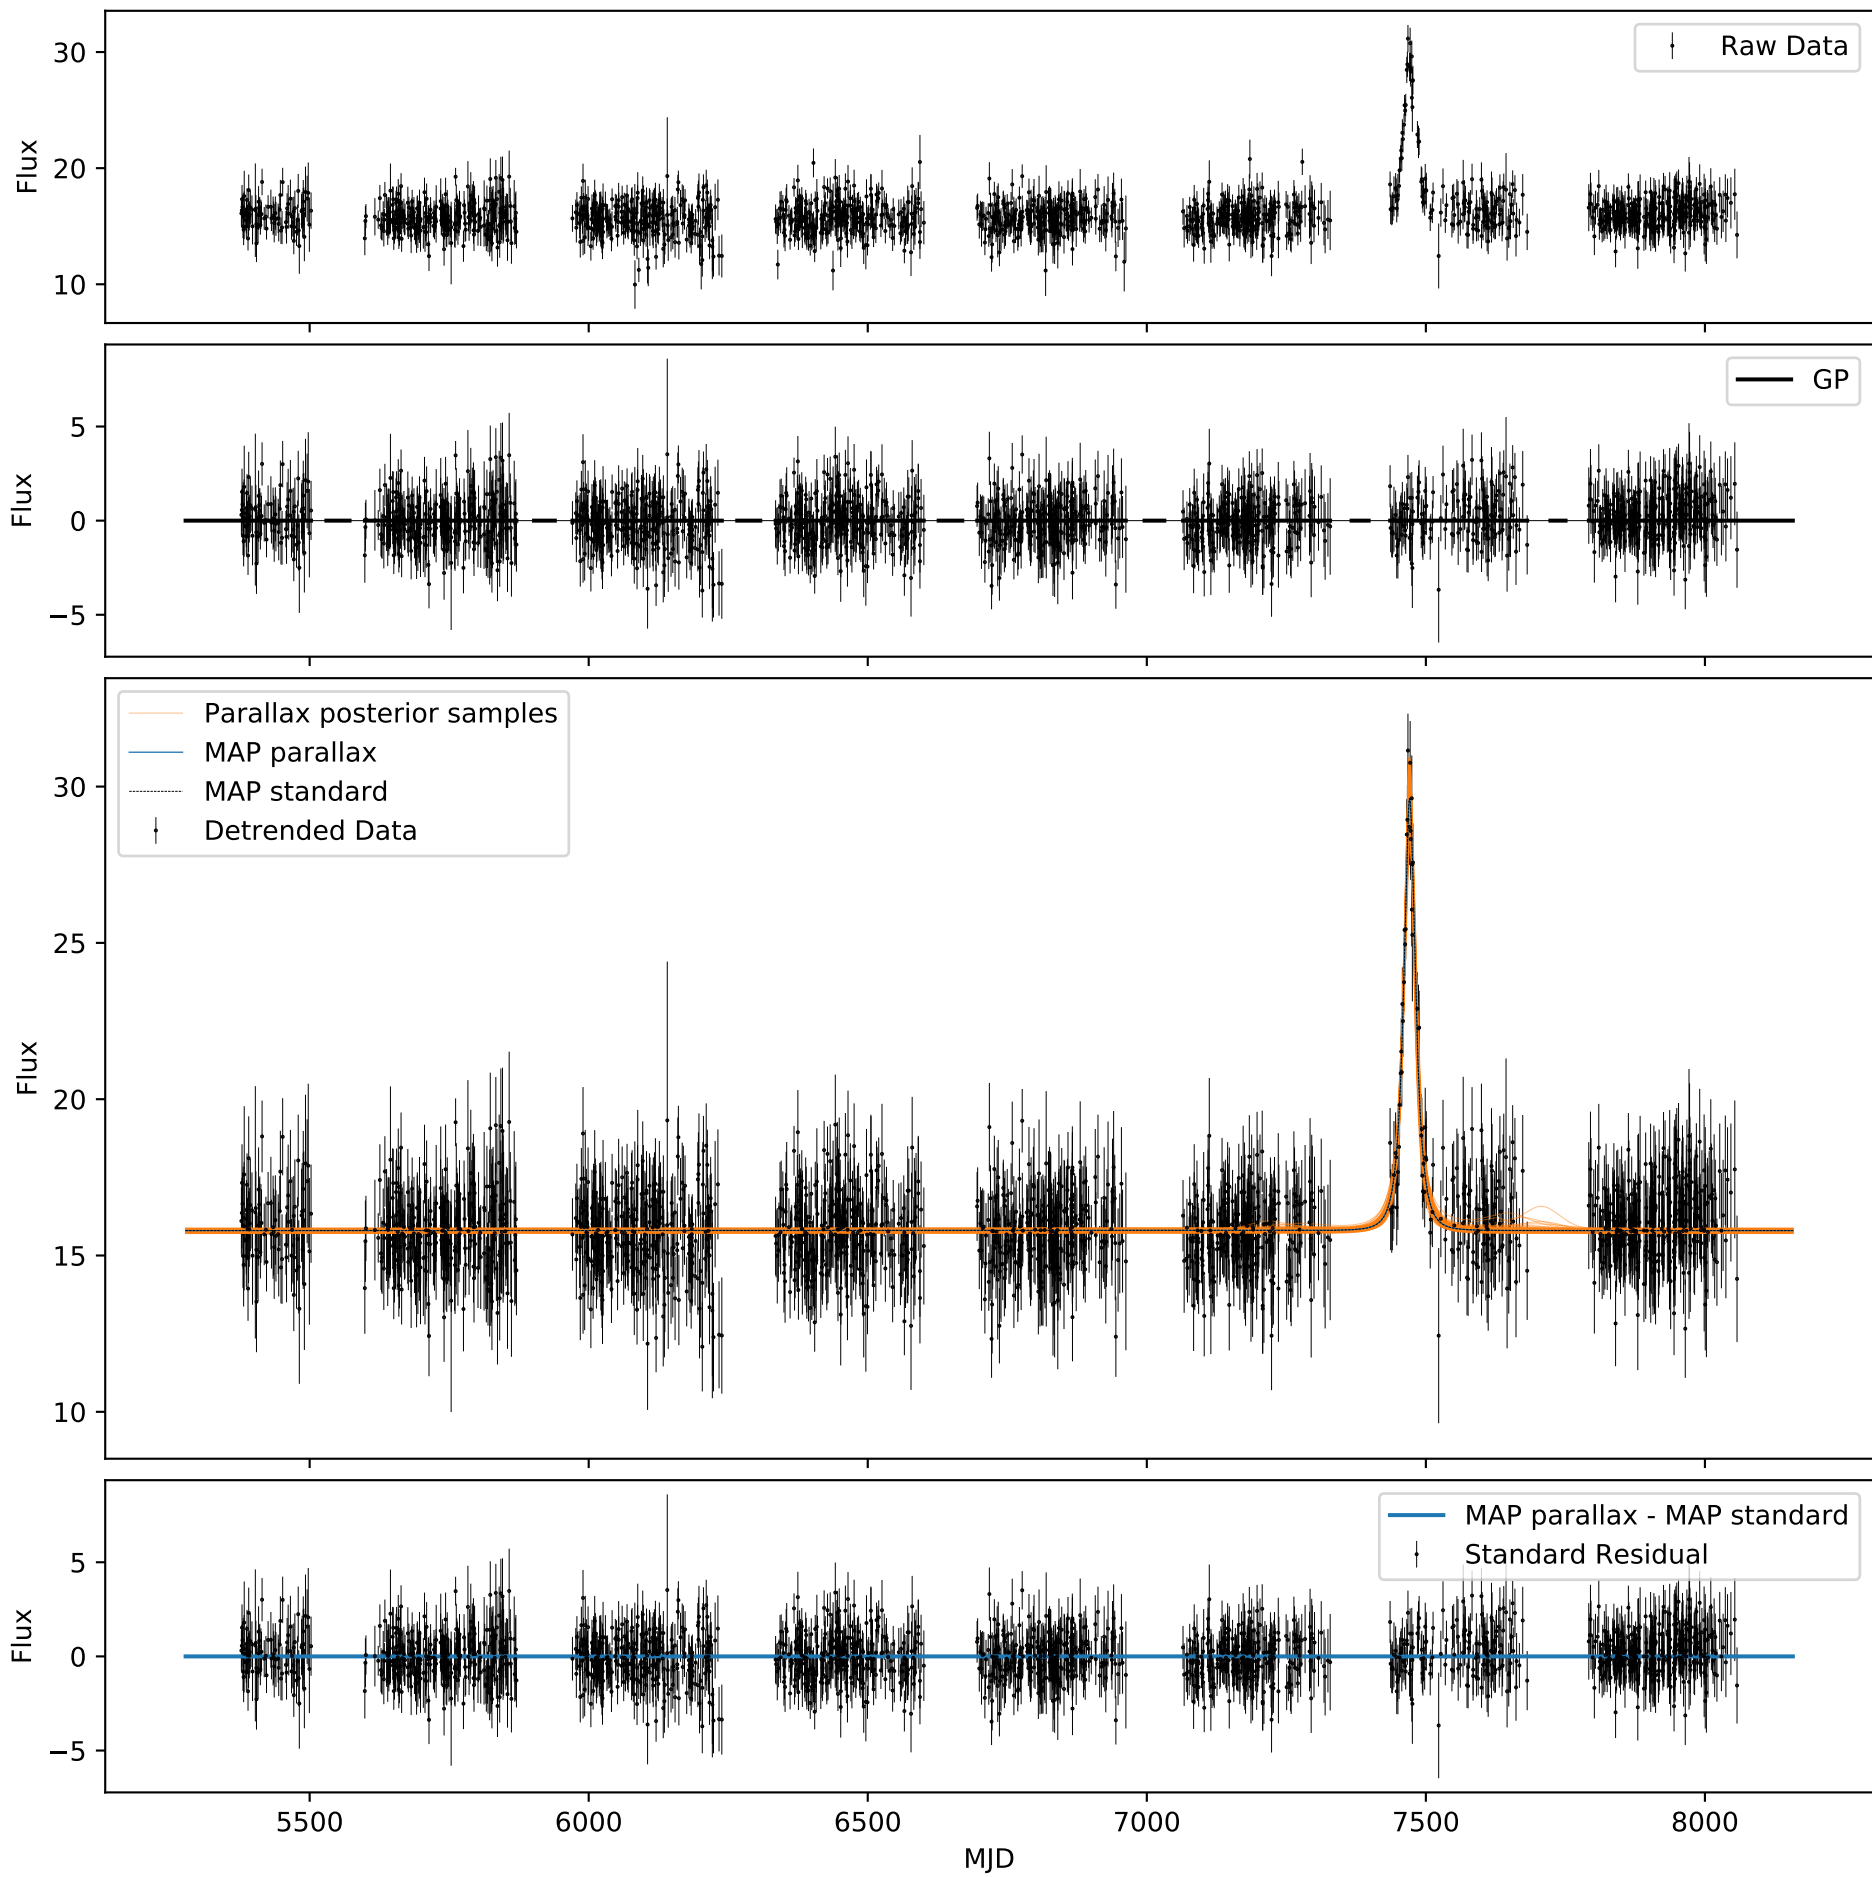 30
20
10
Flux
Raw Data
5
0
−5
Flux
GP
30
25
20
15
10
Flux
Parallax posterior samples
MAP parallax
MAP standard
Detrended Data
5
0
−5
Flux
MAP parallax - MAP standard
Standard Residual
5500
6000
6500
7000
7500
8000
MJD